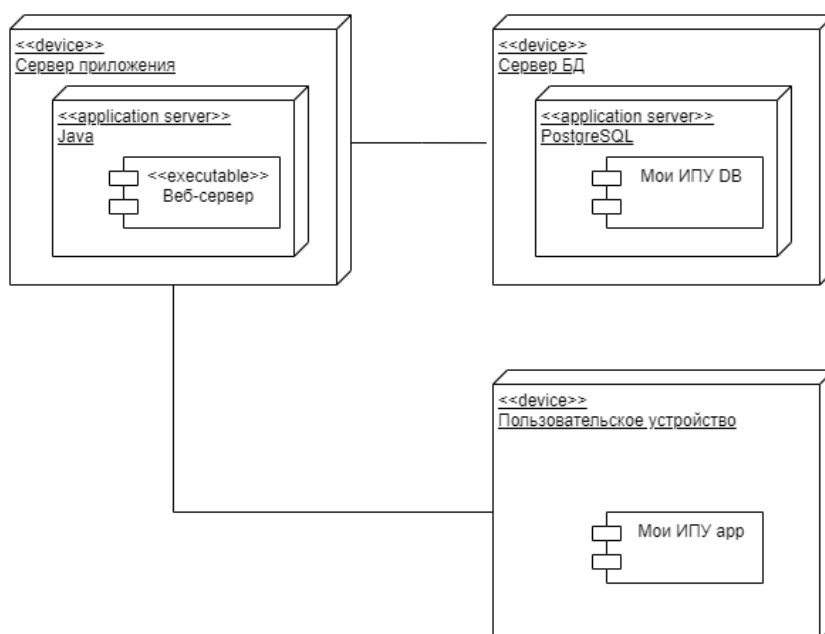 <<device>>
Сервер приложения
<<application server>>
Java
<<executable>>
Веб-сервер
<<device>>
Сервер БД
<<application server>>
PostgreSQL
Мои ИПУ DB
<<device>>
Пользовательское устройство
Мои ИПУ app